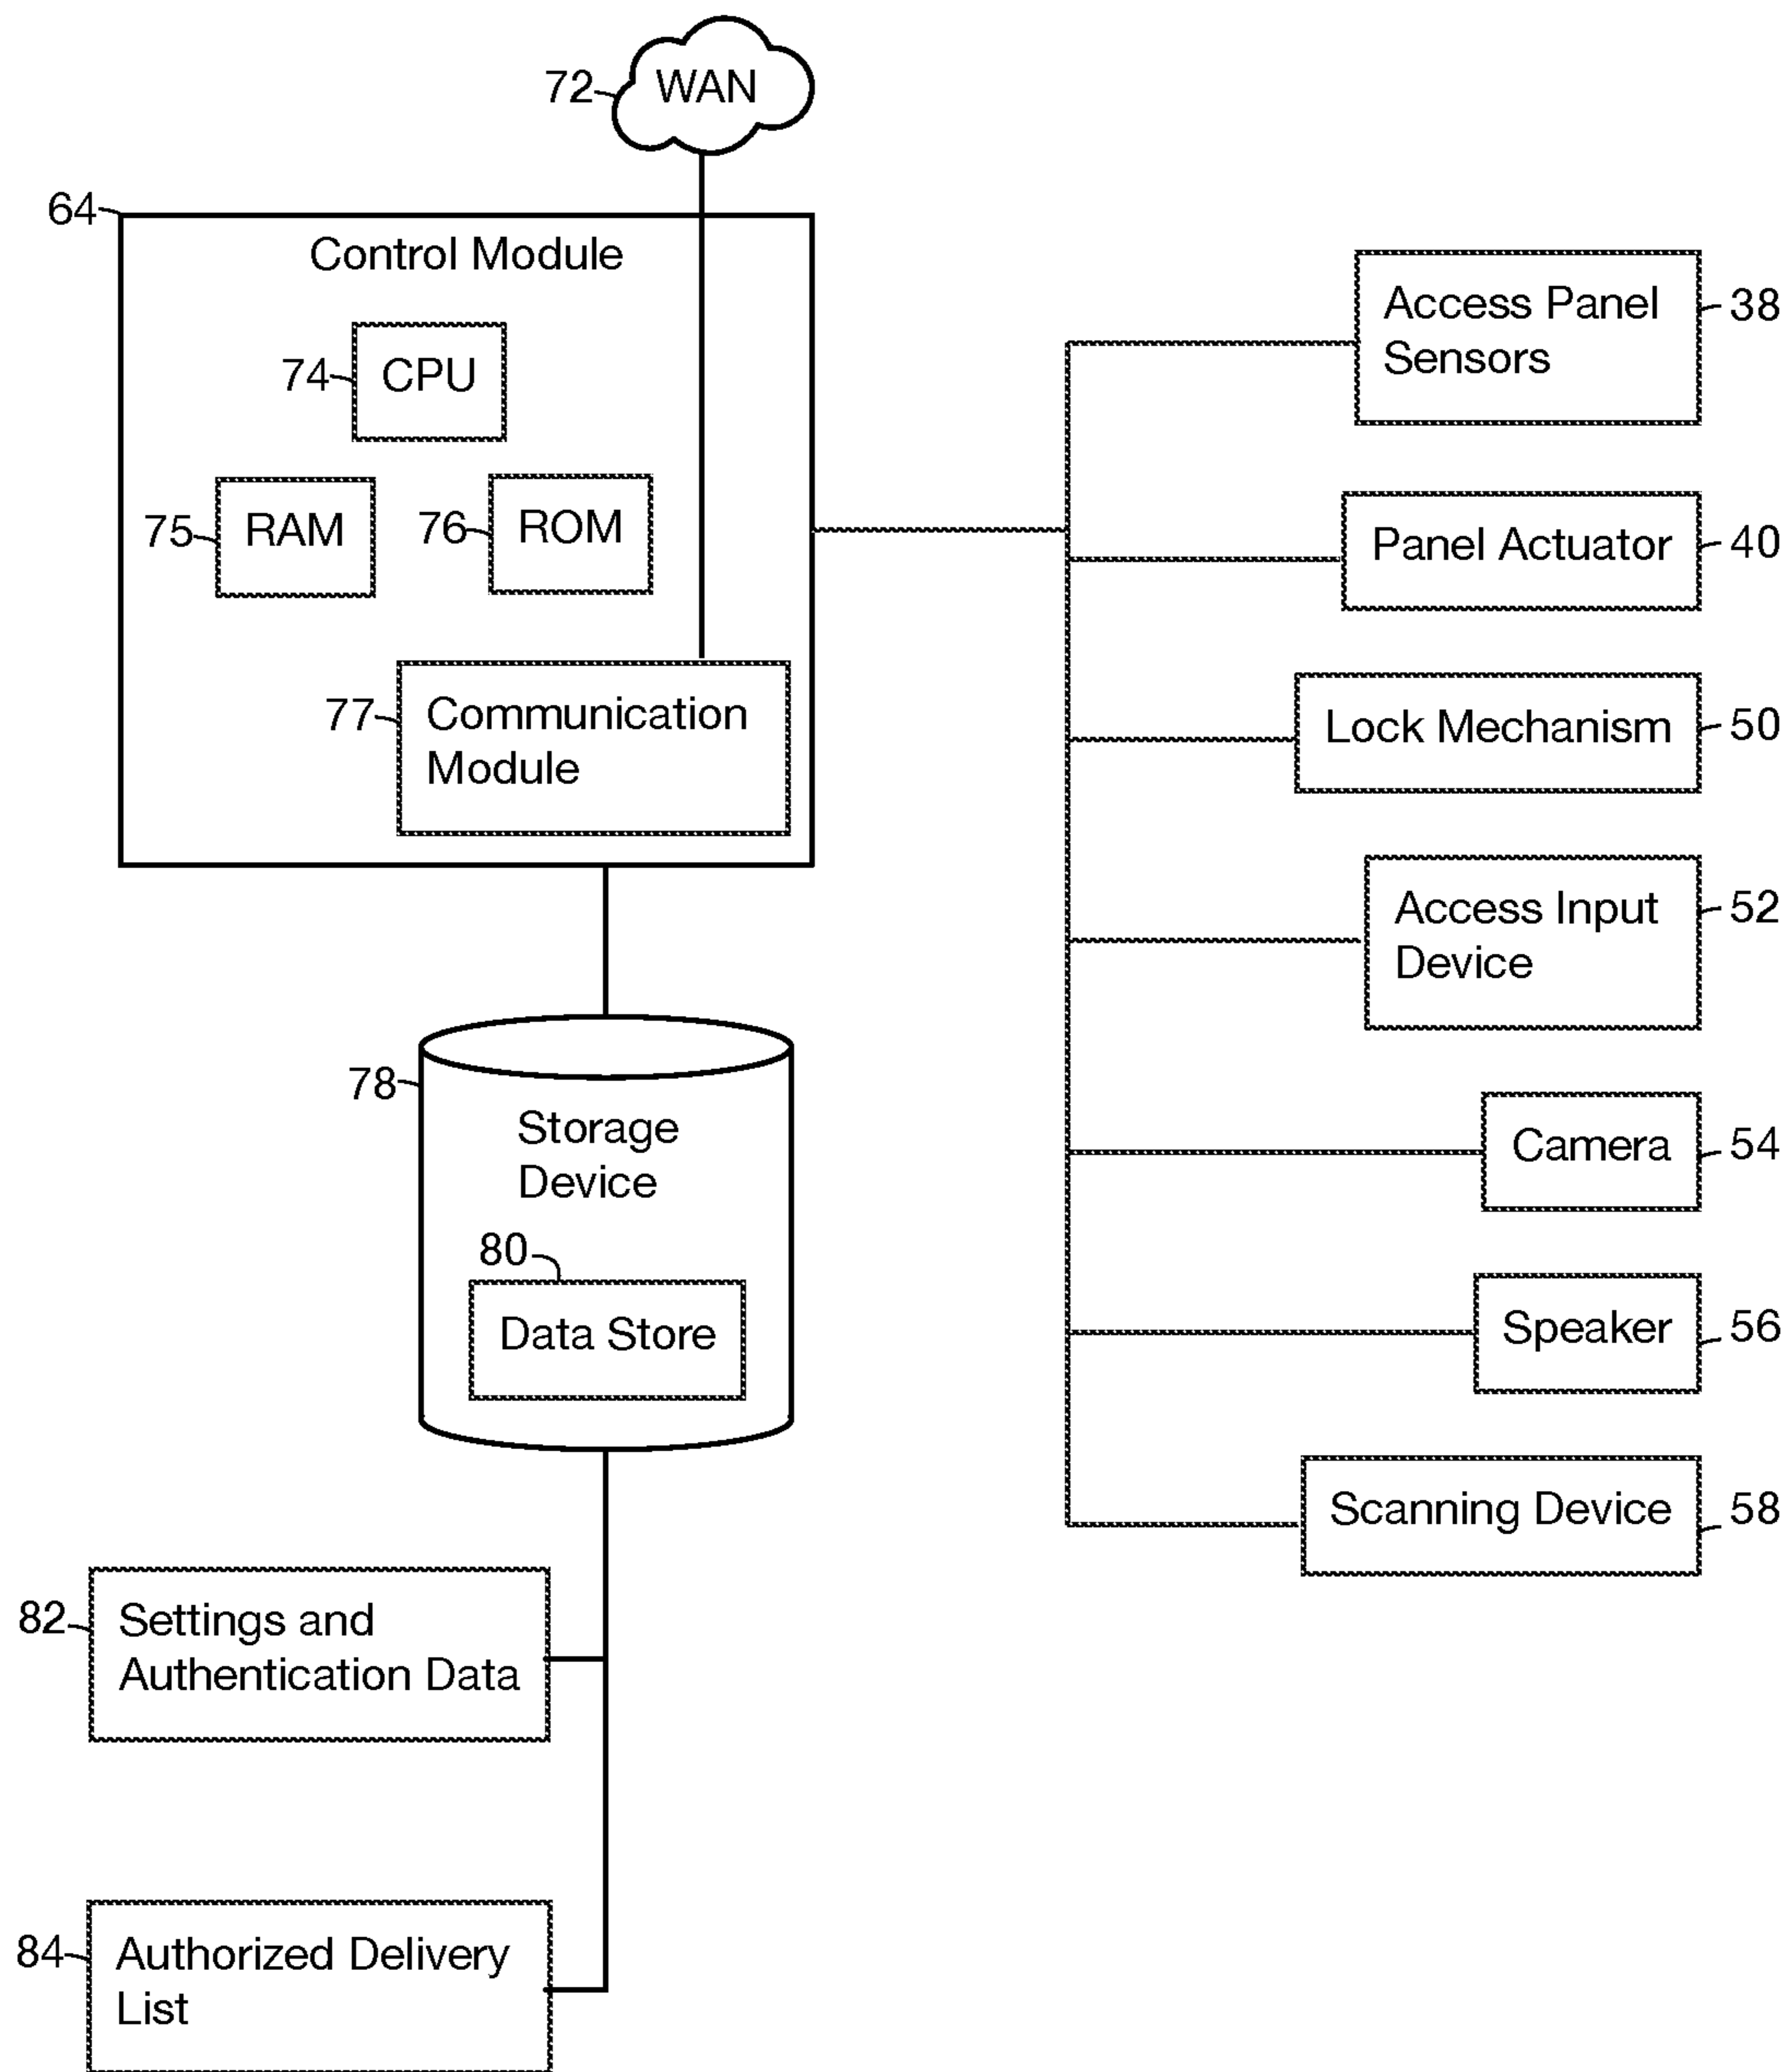 72
WAN
64
Control Module
74
CPU
75
RAM
76
ROM
77
Communication
Module
78
Storage
Device
80
Data Store
82
Settings and
Authentication Data
84
Authorized Delivery
List
Access Panel
Sensors
38
Panel Actuator
40
Lock Mechanism
50
Access Input
Device
52
Camera
54
Speaker
56
Scanning Device
58